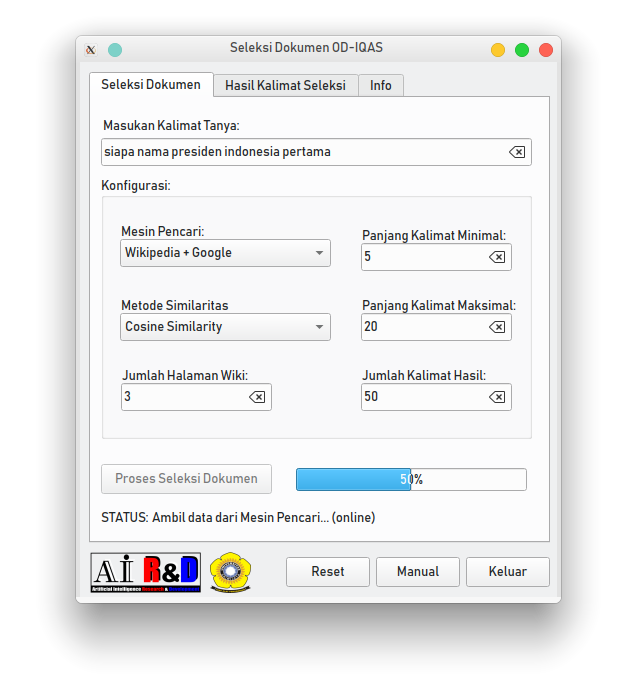 Seleksi Dokumen OD-IQAS
Seleksi Dokumen
Hasil Kalimat Seleksi
Info
Masukan Kalimat Tanya:
siapa nama presiden indonesia pertama
Konfigurasi:
Mesin Pencari:
Panjang Kalimat Minimal:
Wikipedia + Google
5
Metode Similaritas
Panjang Kalimat Maksimal:
Cosine Similarity
20
Jumlah Halaman Wiki:
Jumlah Kalimat Hasil:
3
50
Proses Seleksi Dokumen
50%
STATUS: Ambil data dari Mesin Pencari... (online)
AI R&D
Artificial Intelligence Research &
Reset
Manual
Keluar